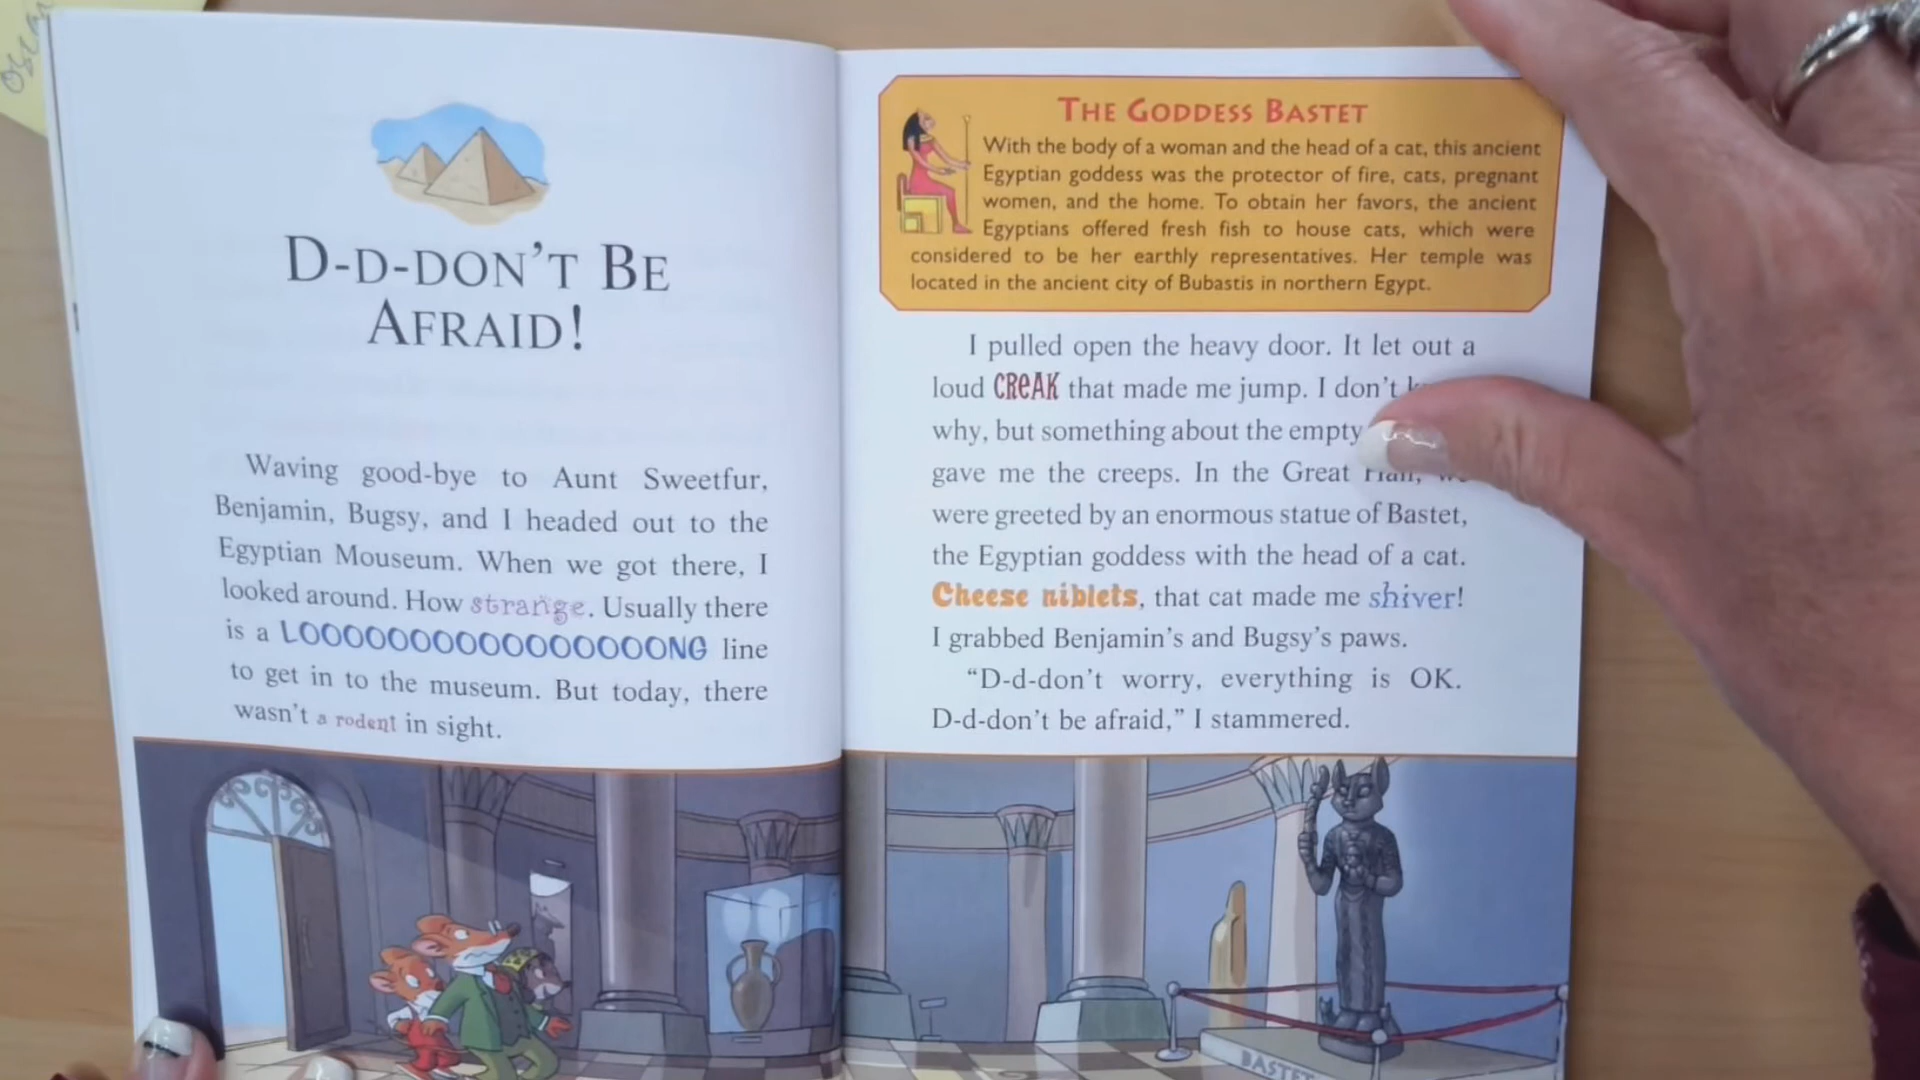 Oscar
D-D-DON'T BE
AFRAID!
Waving good-bye to Aunt Sweetfur,
Benjamin, Bugsy, and I headed out to the
Egyptian Mouseum. When we got there, I
looked around. How strange. Usually there
is a LOOOOOOOOOOOOOOOOONG line
to get in to the museum. But today, there
wasn't a rodent in sight.
THE GODDESS BASTET
With the body of a woman and the head of a cat, this ancient
Egyptian goddess was the protector of fire, cats, pregnant
women, and the home. To obtain her favors, the ancient
Egyptians offered fresh fish to house cats, which were
considered to be her earthly representatives. Her temple was
located in the ancient city of Bubastis in northern Egypt.
I pulled open the heavy door. It let out a
loud CREAK that made me jump. I don't
why, but something about the empty
gave me the creeps. In the Great
were greeted by an enormous statue of Bastet,
the Egyptian goddess with the head of a cat.
Cheese niblets, that cat made me shiver!
I grabbed Benjamin's and Bugsy's paws.
"D-d-don't worry, everything is OK.
D-d-don't be afraid," I stammered.
BASTET